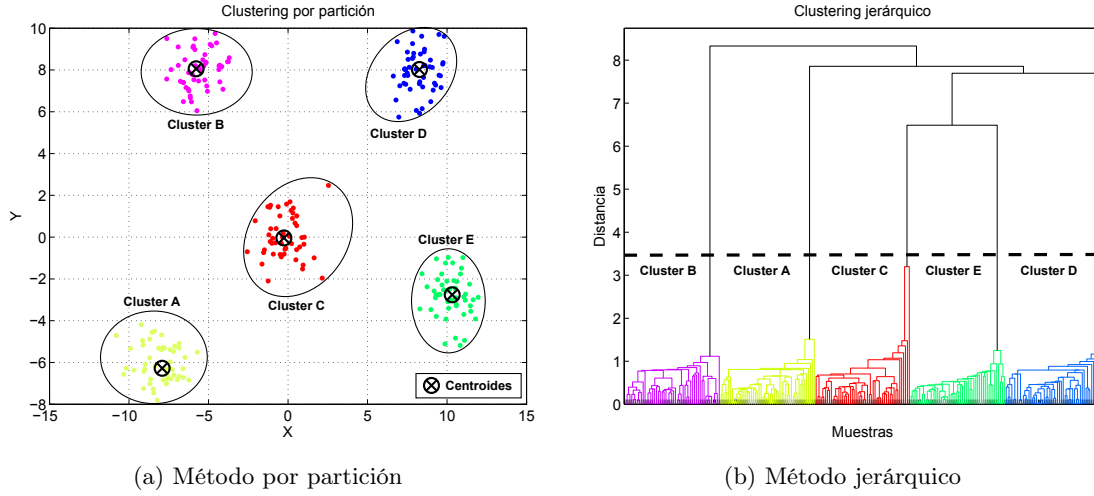 Clustering por partición
10
8
6
4
2
0
−2
−4
−6
−8
−15
−10
−5
0
5
10
15
X
Y
Cluster B
Cluster D
Cluster E
Cluster A
Cluster C
Centroides
(a) Método por partición
Clustering jerárquico
8
7
6
5
4
3
2
1
0
Distancia
Cluster B
Cluster A
Cluster C
Cluster E
Cluster D
Muestras
(b) Método jerárquico